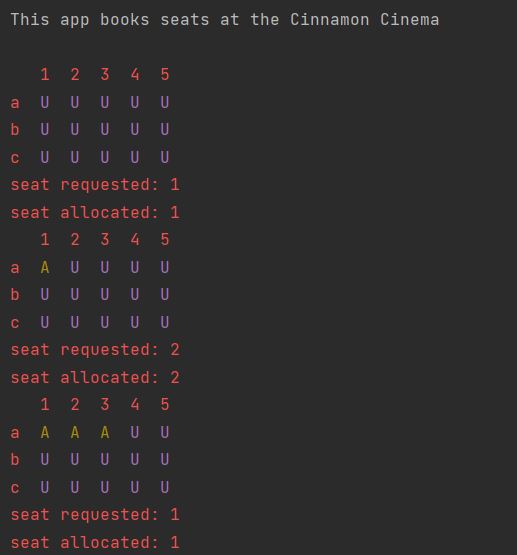 This app books seats at the Cinnamon Cinema
1 2 3 4 5
a U U U U U
b U U U U U
c U U U U U
seat requested: 1
seat allocated: 1
1 2 3 4 5
a A U U U U
b U U U U U
c U U U U U
seat requested: 2
seat allocated: 2
1 2 3 4 5
a A A A U U
b U U U U U
c U U U U U
seat requested: 1
seat allocated: 1